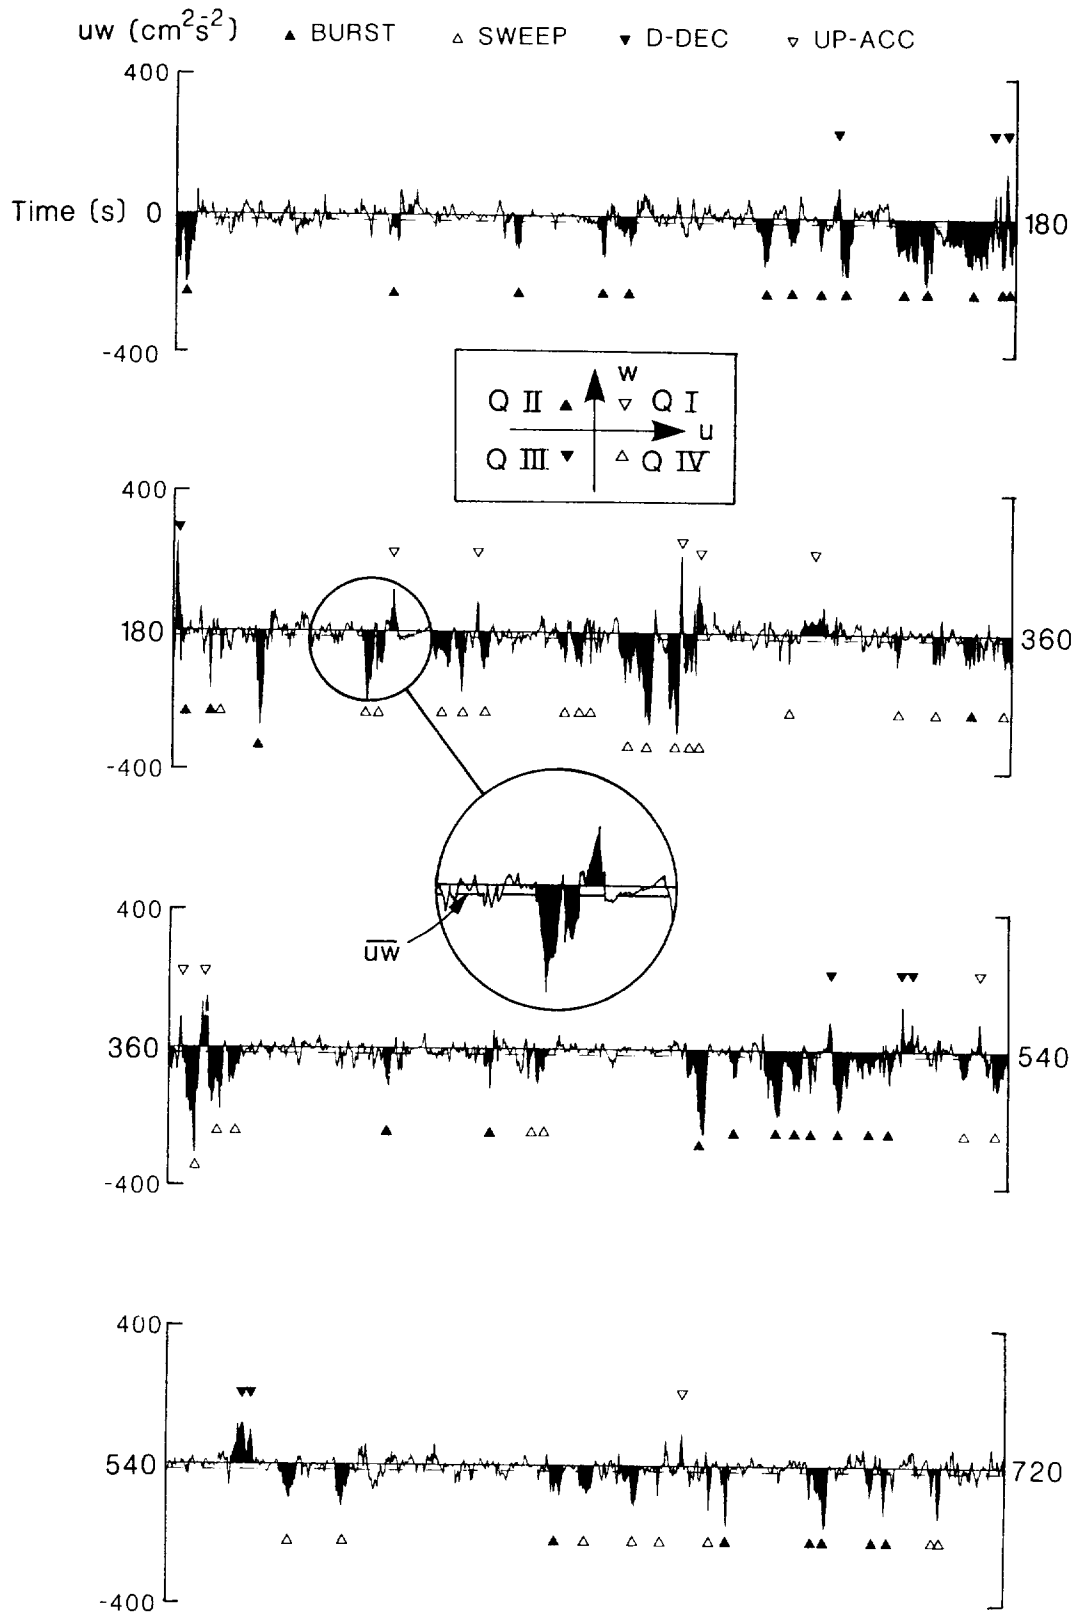 uw (cm²s⁻²) ▲ BURST △ SWEEP ▼ D-DEC ▽ UP-ACC
400
Time (s) 0
180
-400
w
Q II ▲ ▽ Q I
u
Q III ▼ △ Q IV
400
180
360
-400
400
u̅w̅
360
540
-400
400
540
720
-400